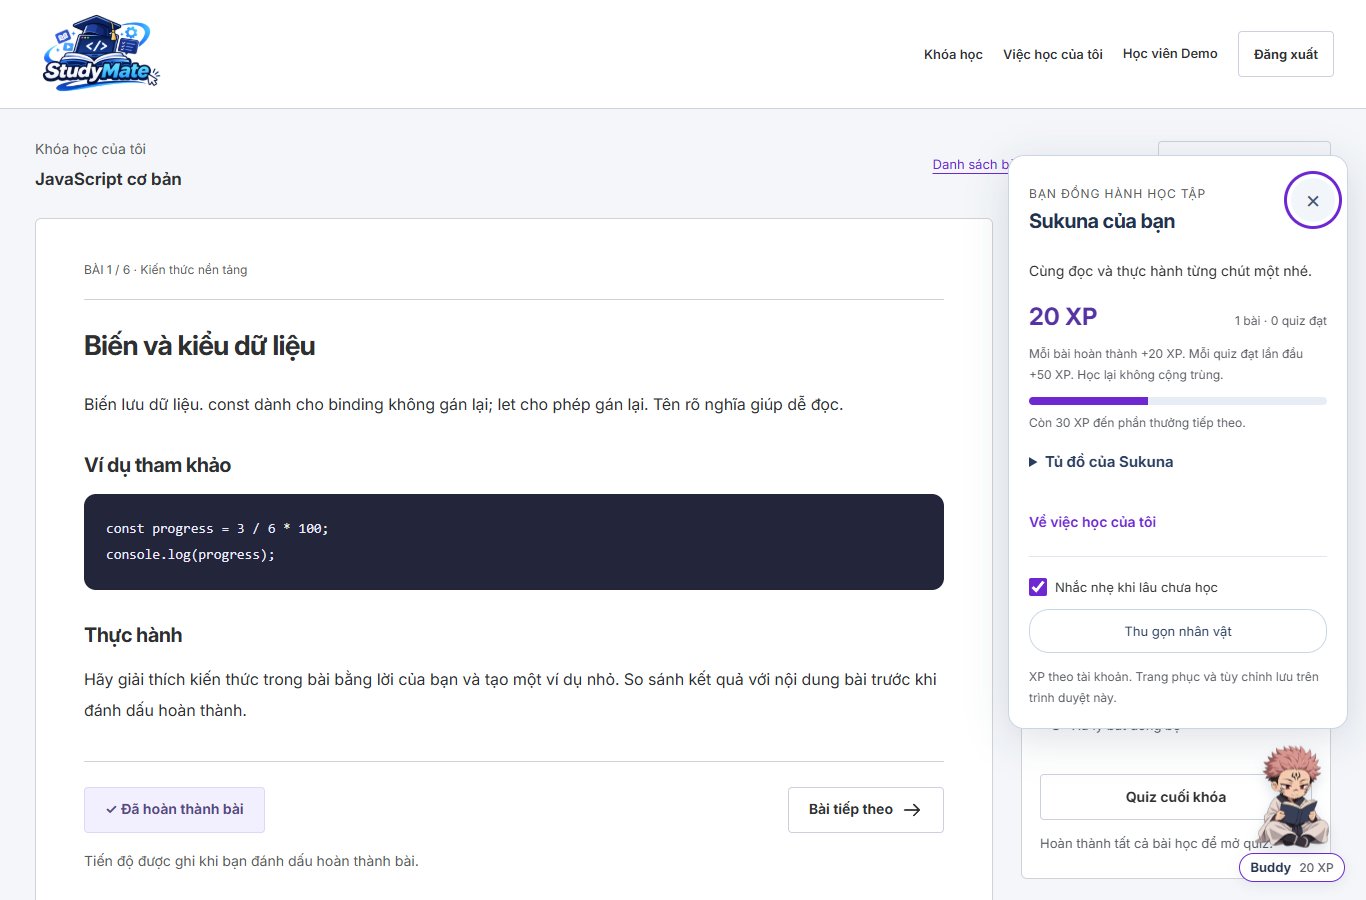 </>
StudyMate
Khóa học
Việc học của tôi
Học viên Demo
Đăng xuất
Khóa học của tôi
JavaScript cơ bản
Danh sách b
BÀI 1 / 6 · Kiến thức nền tảng
Biến và kiểu dữ liệu
Biến lưu dữ liệu. const dành cho binding không gán lại; let cho phép gán lại. Tên rõ nghĩa giúp dễ đọc.
Ví dụ tham khảo
const progress = 3 / 6 * 100;
console.log(progress);
Thực hành
Hãy giải thích kiến thức trong bài bằng lời của bạn và tạo một ví dụ nhỏ. So sánh kết quả với nội dung bài trước khi
đánh dấu hoàn thành.
✓ Đã hoàn thành bài
Bài tiếp theo →
Tiến độ được ghi khi bạn đánh dấu hoàn thành bài.
BẠN ĐỒNG HÀNH HỌC TẬP
Sukuna của bạn
Cùng đọc và thực hành từng chút một nhé.
20 XP
1 bài · 0 quiz đạt
Mỗi bài hoàn thành +20 XP. Mỗi quiz đạt lần đầu
+50 XP. Học lại không cộng trùng.
Còn 30 XP đến phần thưởng tiếp theo.
Tủ đồ của Sukuna
Về việc học của tôi
Nhắc nhẹ khi lâu chưa học
Thu gọn nhân vật
XP theo tài khoản. Trang phục và tùy chỉnh lưu trên
trình duyệt này.
Quiz cuối khóa
Hoàn thành tất cả bài học để mở quiz.
Buddy 20 XP